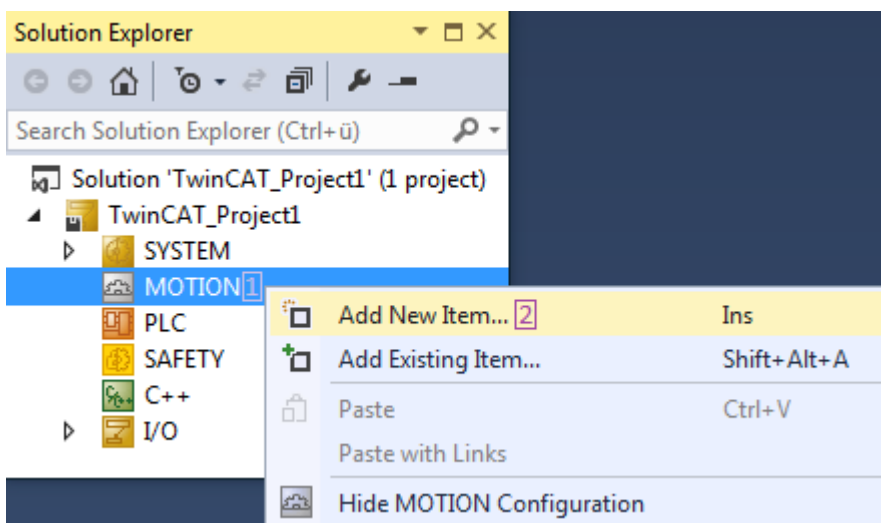 Solution Explorer
Search Solution Explorer (Ctrl+ü)
Solution 'TwinCAT_Project1' (1 project)
TwinCAT_Project1
SYSTEM
MOTION 1
PLC
SAFETY
C++
I/O
Add New Item... 2 Ins
Add Existing Item... Shift+Alt+A
Paste Ctrl+V
Paste with Links
Hide MOTION Configuration